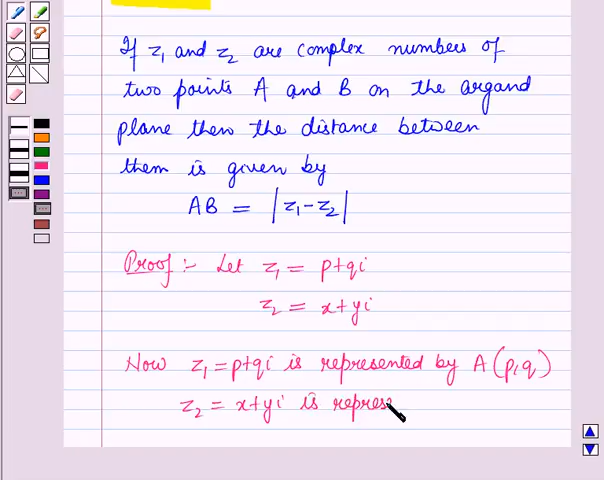 If z₁ and z₂ are complex numbers of
two points A and B on the argand
plane then the distance between
them is given by
AB = |z₁-z₂|
Proof :- Let z₁ = p+qi
z₂ = x+yi
Now z₁ = p+qi is represented by A(p,q)
z₂ = x+yi is repres